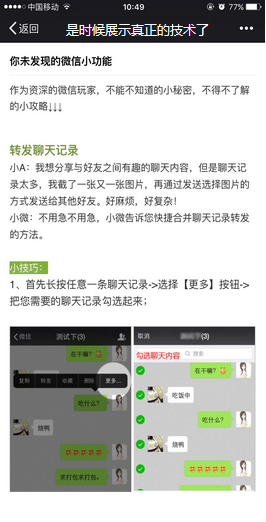 中国移动
10:49
77%
返回
是时候展示真正的技术了
你未发现的微信小功能
作为资深的微信玩家，不能不知道的小秘密，不得不了解
的小攻略↓↓↓
转发聊天记录
小A：我想分享与好友之间有趣的聊天内容，但是聊天记
录太多，我截了一张又一张图片，再通过发送选择图片的
方式发送给其他好友。好麻烦，好复杂！
小微：不用急不用急，小微告诉您快捷合并聊天记录转发
的方法。
小技巧：
1、首先长按任意一条聊天记录->选择【更多】按钮->
把您需要的聊天记录勾选起来；
微信
测试下(3)
在干嘛？
复制
转发
收藏
删除
更多...
吃什么？
烧鸭
求打包求打包。
取消
勾选聊天内容
搜索
在干嘛？
吃饭中
吃什么？
烧鸭